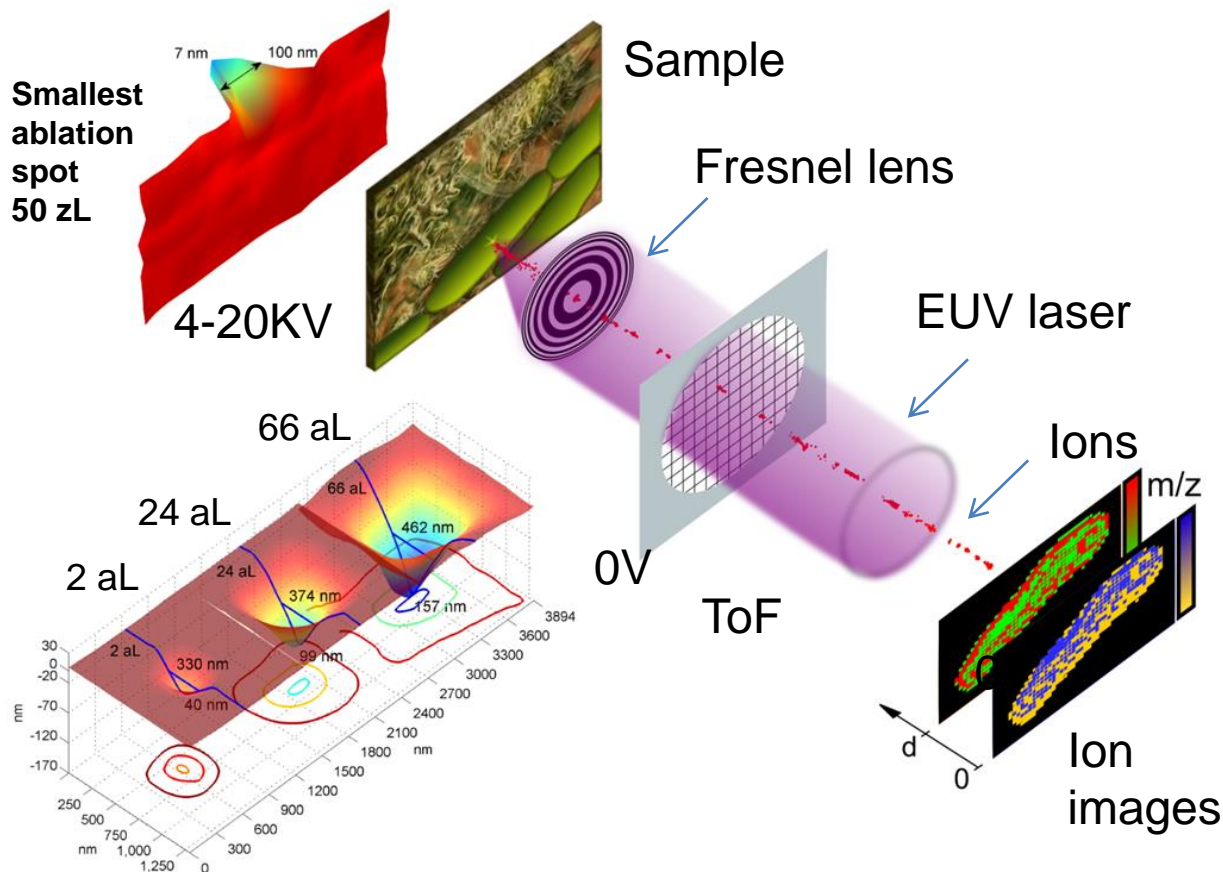 7 nm
100 nm
Smallest
ablation
spot
50 zL
Sample
Fresnel lens
4-20KV
EUV laser
Ions
m/z
66 aL
24 aL
2 aL
66 aL
462 nm
24 aL
374 nm
157 nm
2 aL
330 nm
99 nm
40 nm
0V
ToF
30
0
-20
-70
-120
-170
nm
250
500
750
1,000
1,250
nm
0
300
600
900
1200
1500
1800
2100
2400
2700
3000
3300
3600
3894
nm
d
0
Ion
images